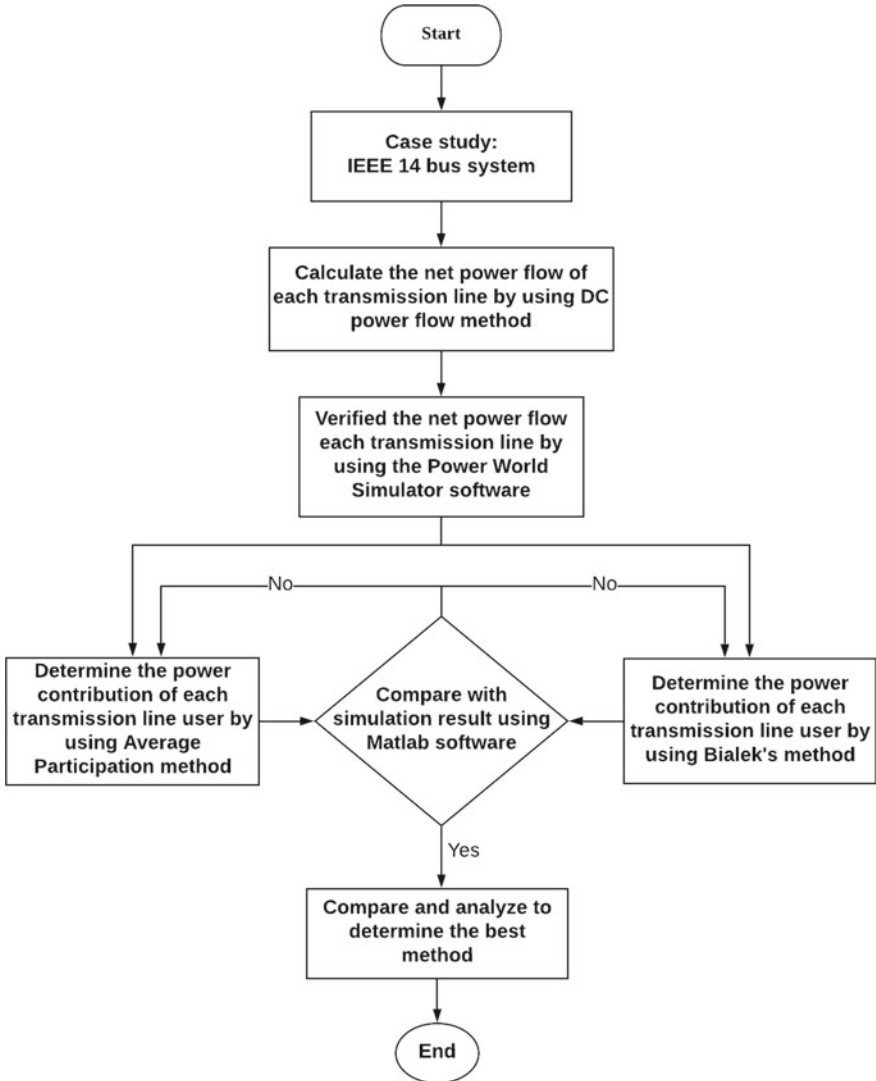 Start
Case study:
IEEE 14 bus system
Calculate the net power flow of
each transmission line by using DC
power flow method
Verified the net power flow
each transmission line by
using the Power World
Simulator software
No
No
Determine the power
contribution of each
transmission line user by
using Average
Participation method
Compare with
simulation result using
Matlab software
Determine the power
contribution of each
transmission line user by
using Bialek's method
Yes
Compare and analyze to
determine the best
method
End